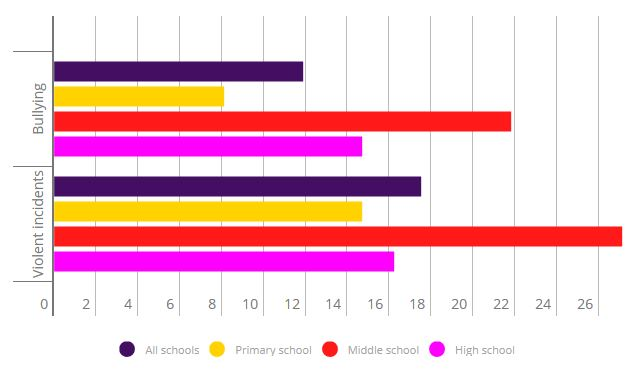 Bullying
Violent incidents
0 2 4 6 8 10 12 14 16 18 20 22 24 26
All schools Primary school Middle school High school